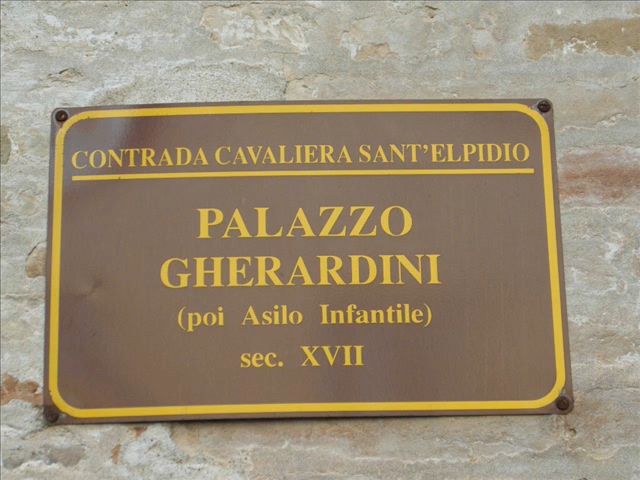 CONTRADA CAVALIERA SANT'ELPIDIO
PALAZZO
GHERARDINI
(poi Asilo Infantile)
sec. XVII